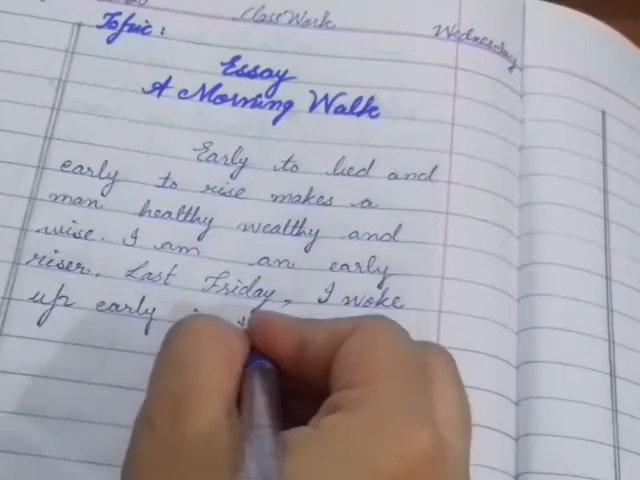 Class Work
Wednesday
Topic:
Essay
A Morning Walk
Early to bed and
early to rise makes a
man healthy wealthy and
wise. I am an early
riser. Last Friday, I woke
up early